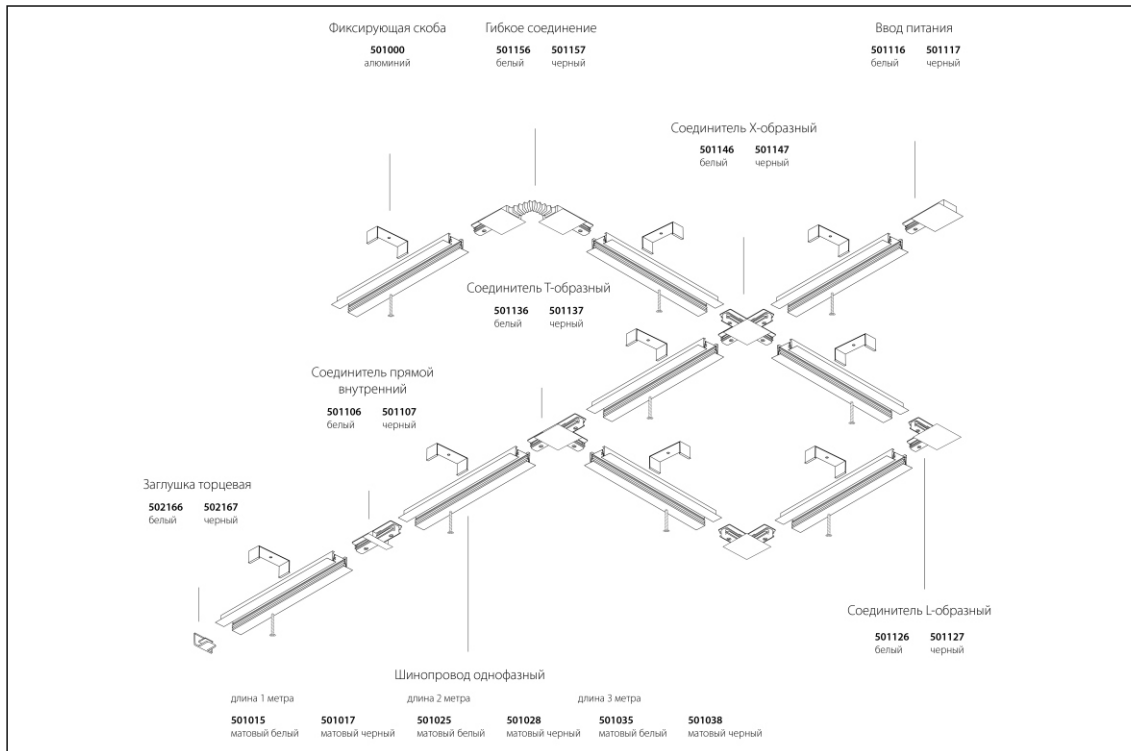 Фиксирующая скоба
501000
алюминий
Гибкое соединение
501156 501157
белый черный
Ввод питания
501116 501117
белый черный
Соединитель X-образный
501146 501147
белый черный
Соединитель T-образный
501136 501137
белый черный
Соединитель прямой
внутренний
501106 501107
белый черный
Заглушка торцевая
502166 502167
белый черный
Соединитель L-образный
501126 501127
белый черный
Шинопровод однофазный
длина 1 метра длина 2 метра длина 3 метра
501015 501017 501025 501028 501035 501038
матовый белый матовый черный матовый белый матовый черный матовый белый матовый черный